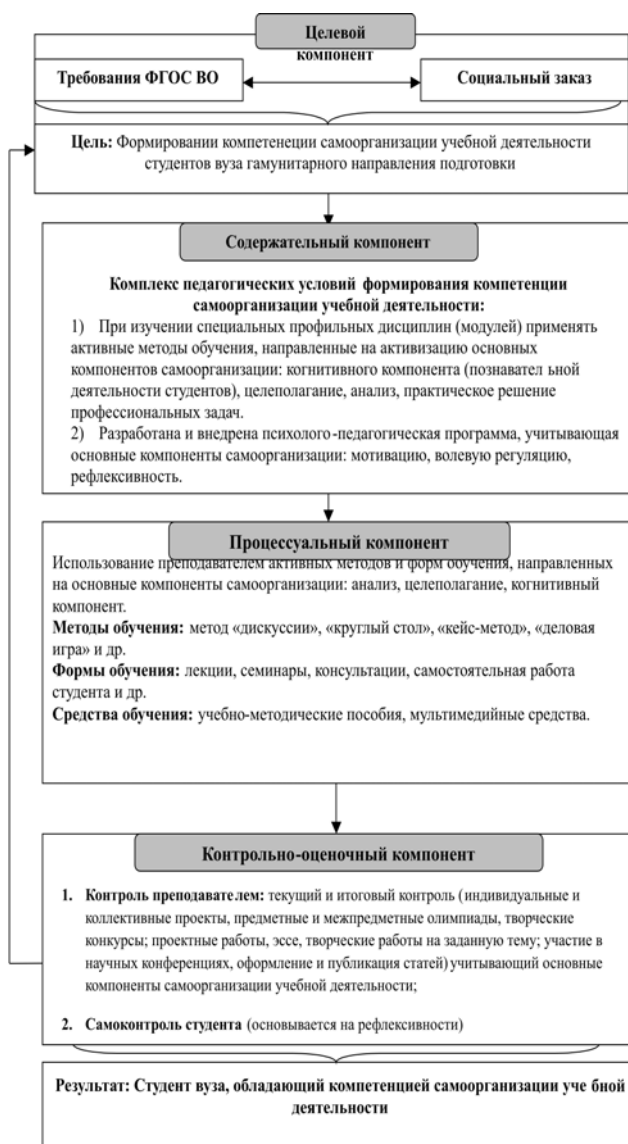 Целевой
компонент
Требования ФГОС ВО
Социальный заказ
Цель: Формировании компетенеции самоорганизации учебной деятельности
студентов вуза гамунитарного направления подготовки
Содержательный компонент
Комплекс педагогических условий формирования компетенции
самоорганизации учебной деятельности:
1) При изучении специальных профильных дисциплин (модулей) применять
активные методы обучения, направленные на активизацию основных
компонентов самоорганизации: когнитивного компонента (познавател ьной
деятельности студентов), целеполагание, анализ, практическое решение
профессиональных задач.
2) Разработана и внедрена психолого-педагогическая программа, учитывающая
основные компоненты самоорганизации: мотивацию, волевую регуляцию,
рефлексивность.
Процессуальный компонент
Использование преподавателем активных методов и форм обучения, направленных
на основные компоненты самоорганизации: анализ, целеполагание, когнитивный
компонент.
Методы обучения: метод «дискуссии», «круглый стол», «кейс-метод», «деловая
игра» и др.
Формы обучения: лекции, семинары, консультации, самостоятельная работа
студента и др.
Средства обучения: учебно-методические пособия, мультимедийные средства.
Контрольно-оценочный компонент
1. Контроль преподавателем: текущий и итоговый контроль (индивидуальные и
коллективные проекты, предметные и межпредметные олимпиады, творческие
конкурсы; проектные работы, эссе, творческие работы на заданную тему; участие в
научных конференциях, оформление и публикация статей) учитывающий основные
компоненты самоорганизации учебной деятельности;
2. Самоконтроль студента (основывается на рефлексивности)
Результат: Студент вуза, обладающий компетенцией самоорганизации уче бной
деятельности